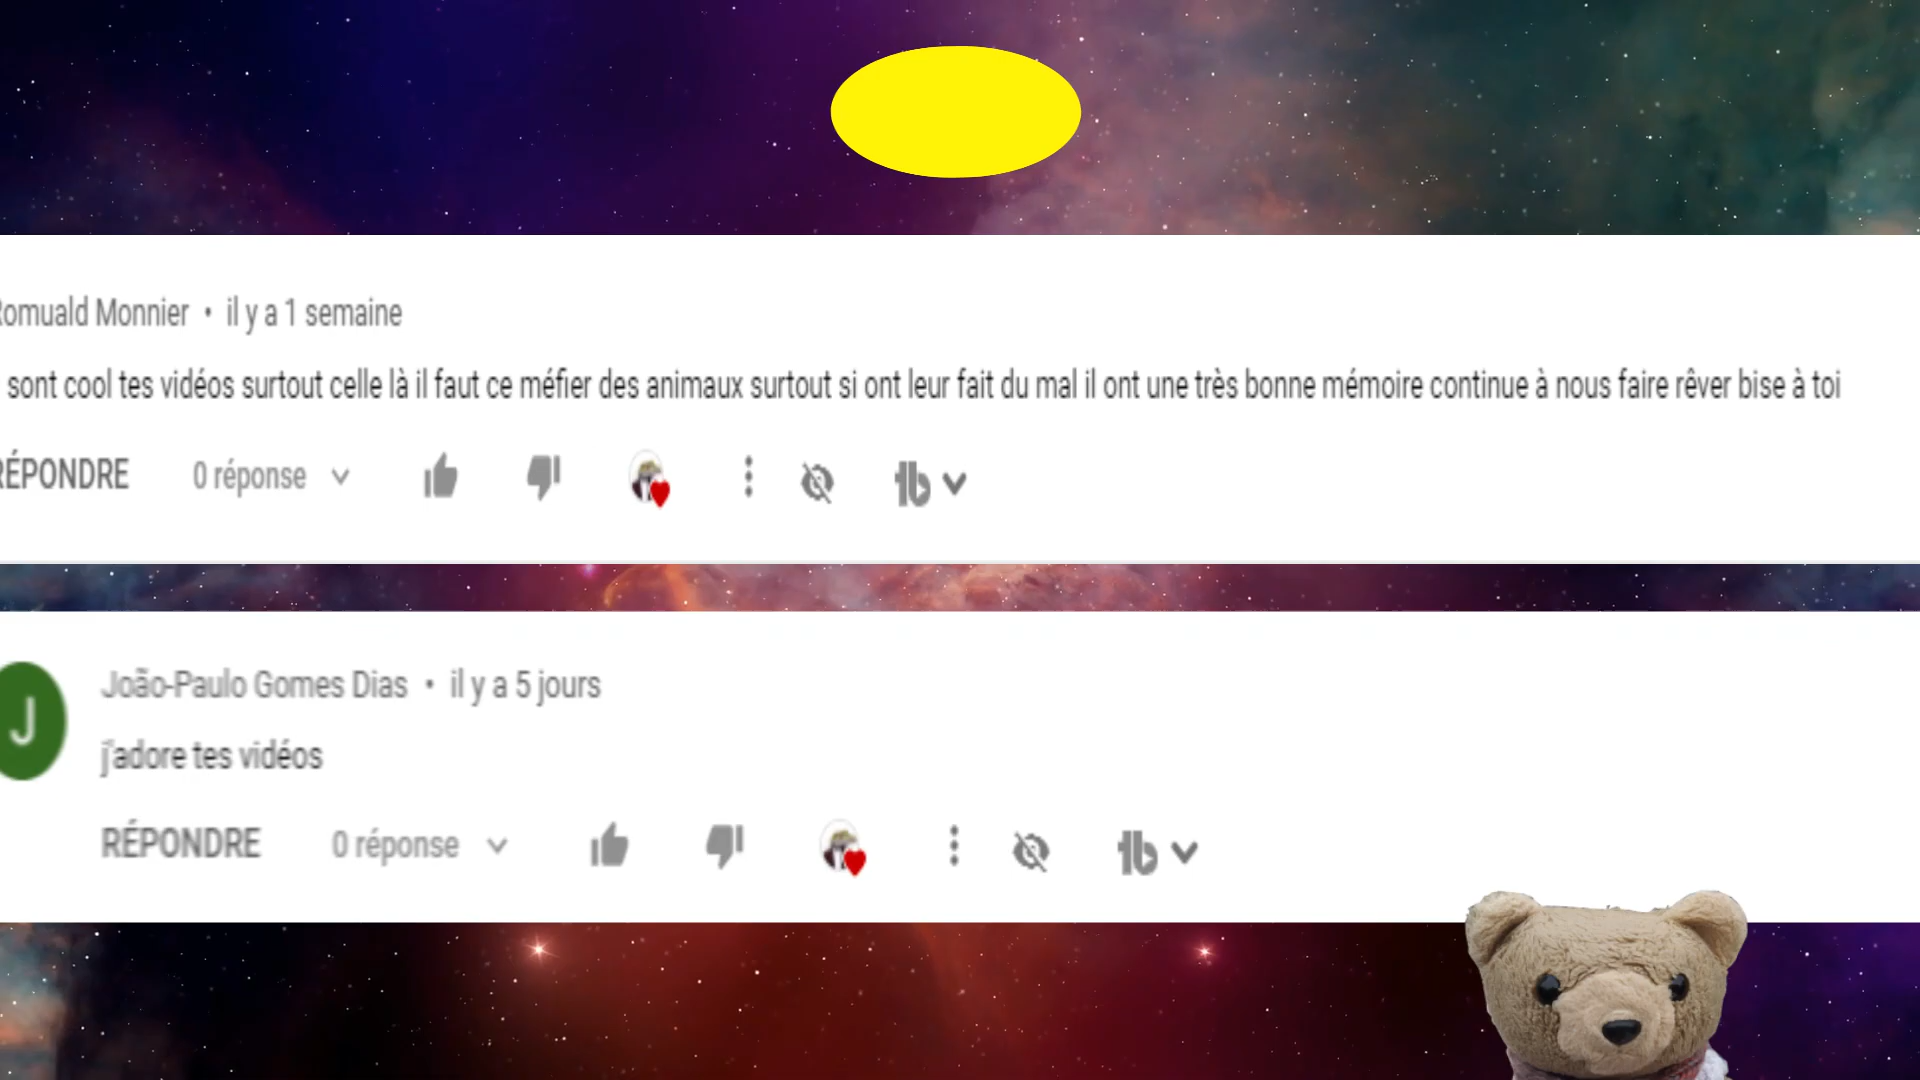 Romuald Monnier • il y a 1 semaine
sont cool tes vidéos surtout celle là il faut ce méfier des animaux surtout si ont leur fait du mal il ont une très bonne mémoire continue à nous faire rêver bise à toi
RÉPONDRE 0 réponse
João-Paulo Gomes Dias • il y a 5 jours
J
j'adore tes vidéos
RÉPONDRE 0 réponse